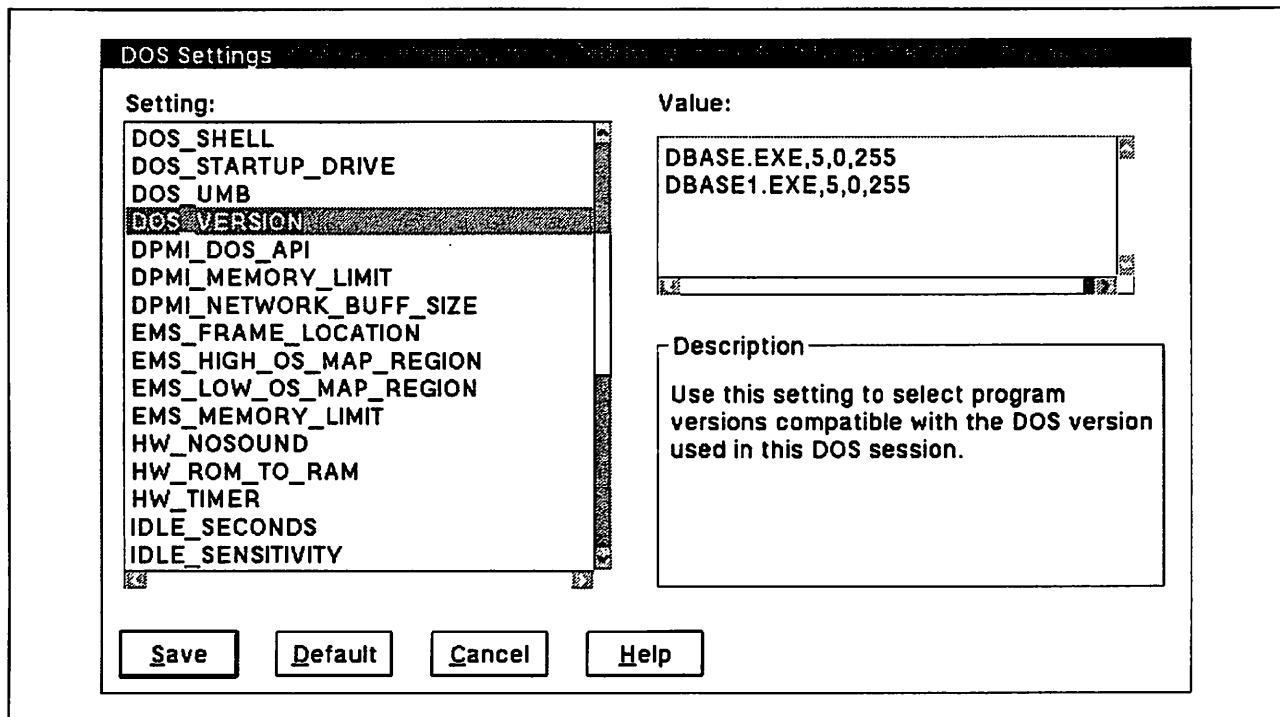 DOS Settings
Setting:
DOS_SHELL
DOS_STARTUP_DRIVE
DOS_UMB
DOS_VERSION
DPMI_DOS_API
DPMI_MEMORY_LIMIT
DPMI_NETWORK_BUFF_SIZE
EMS_FRAME_LOCATION
EMS_HIGH_OS_MAP_REGION
EMS_LOW_OS_MAP_REGION
EMS_MEMORY_LIMIT
HW_NOSOUND
HW_ROM_TO_RAM
HW_TIMER
IDLE_SECONDS
IDLE_SENSITIVITY
Value:
DBASE.EXE,5,0,255
DBASE1.EXE,5,0,255
Description
Use this setting to select program
versions compatible with the DOS version
used in this DOS session.
Save Default Cancel Help